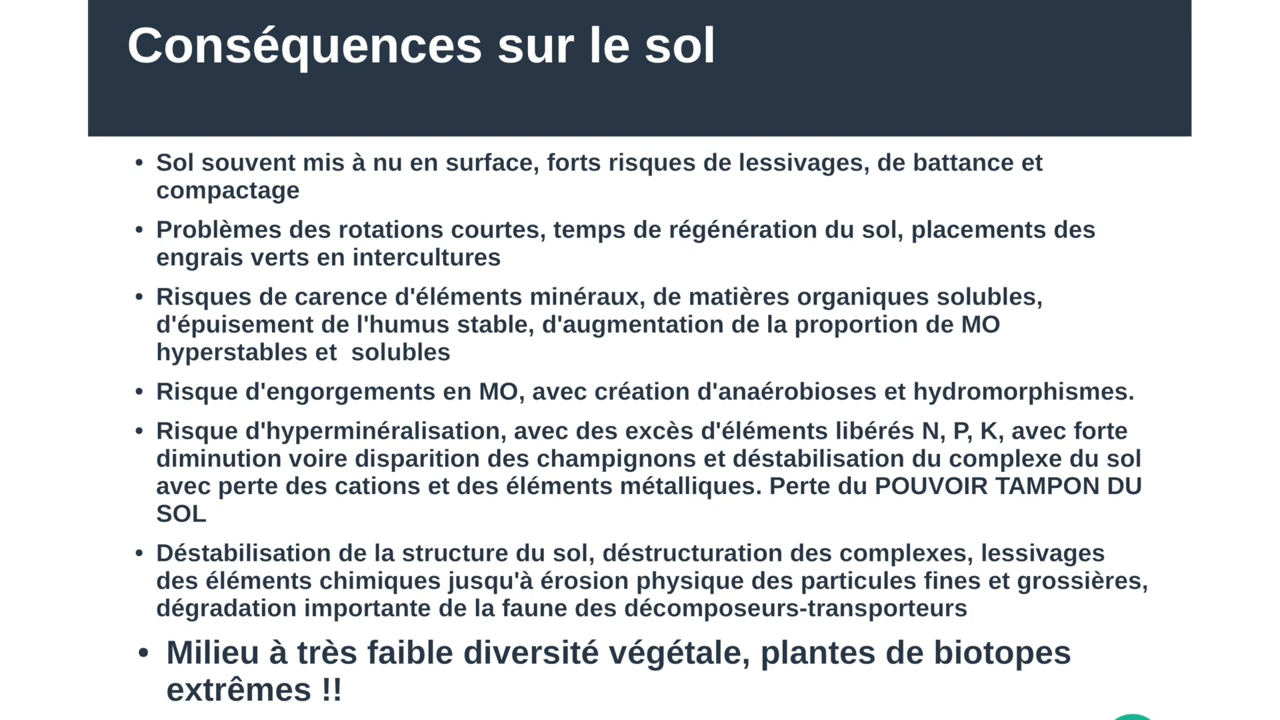 Conséquences sur le sol
• Sol souvent mis à nu en surface, forts risques de lessivages, de battance et
compactage
• Problèmes des rotations courtes, temps de régénération du sol, placements des
engrais verts en intercultures
• Risques de carence d'éléments minéraux, de matières organiques solubles,
d'épuisement de l'humus stable, d'augmentation de la proportion de MO
hyperstables et  solubles
• Risque d'engorgements en MO, avec création d'anaérobioses et hydromorphismes.
• Risque d'hyperminéralisation, avec des excès d'éléments libérés N, P, K, avec forte
diminution voire disparition des champignons et déstabilisation du complexe du sol
avec perte des cations et des éléments métalliques. Perte du POUVOIR TAMPON DU
SOL
• Déstabilisation de la structure du sol, déstructuration des complexes, lessivages
des éléments chimiques jusqu'à érosion physique des particules fines et grossières,
dégradation importante de la faune des décomposeurs-transporteurs
• Milieu à très faible diversité végétale, plantes de biotopes
extrêmes !!